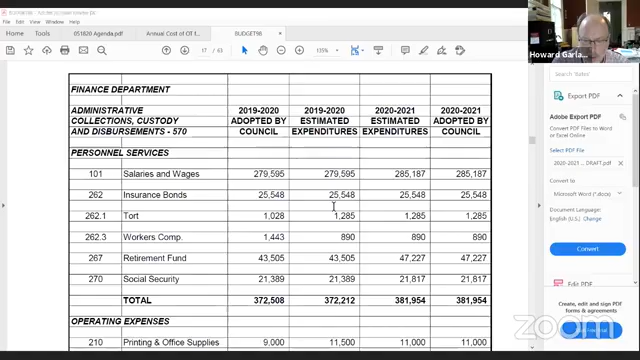 File Edit View Window Help
051820 Agenda.pdf
Annual Cost of OT f ...
BUDGET98
×
17 / 63
135%
Howard Garla...
FINANCE DEPARTMENT
ADMINISTRATIVE COLLECTIONS, CUSTODY AND DISBURSEMENTS - 570 2019-2020 ADOPTED BY COUNCIL 2019-2020 ESTIMATED EXPENDITURES 2020-2021 ESTIMATED EXPENDITURES 2020-2021 ADOPTED BY COUNCIL
PERSONNEL SERVICES
101 Salaries and Wages 279,595 279,595 285,187 285,187
262 Insurance Bonds 25,548 25,548 25,548 25,548
262.1 Tort 1,028 1,285 1,285 1,285
262.3 Workers Comp. 1,443 890 890 890
267 Retirement Fund 43,505 43,505 47,227 47,227
270 Social Security 21,389 21,389 21,817 21,817
TOTAL 372,508 372,212 381,954 381,954
OPERATING EXPENSES
210 Printing & Office Supplies 9,000 11,500 11,000 11,000
Export PDF
Adobe Export PDF
Convert PDF Files to Word
or Excel Online
Select PDF File
2020-2021 ... DRAFT.pdf ×
Convert to
Microsoft Word (*.docx)
Document Language:
English (U.S.) Change
Convert
Edit PDF
Create, edit and sign PDF
forms & agreements
zoom